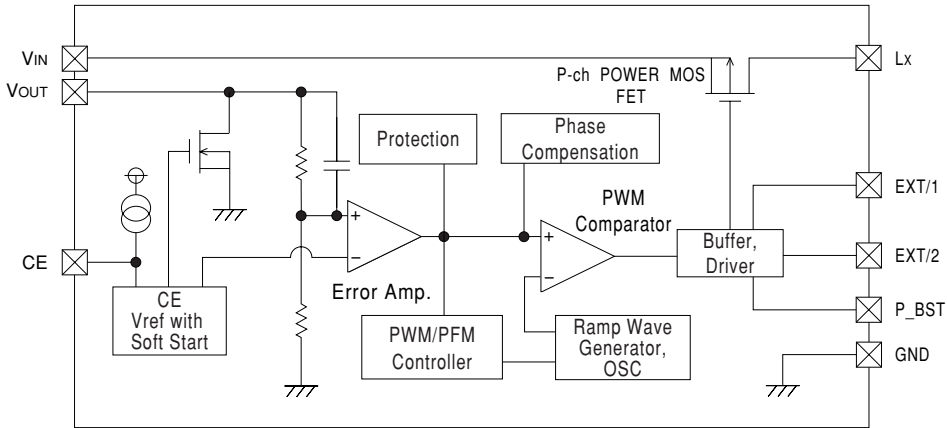 VIN
Lx
VOUT
P-ch POWER MOS
FET
Protection
Phase
Compensation
EXT/1
PWM
Comparator
+
+
Buffer,
Driver
EXT/2
CE
−
−
Error Amp.
CE
Vref with
Soft Start
PWM/PFM
Controller
Ramp Wave
Generator,
OSC
P_BST
GND